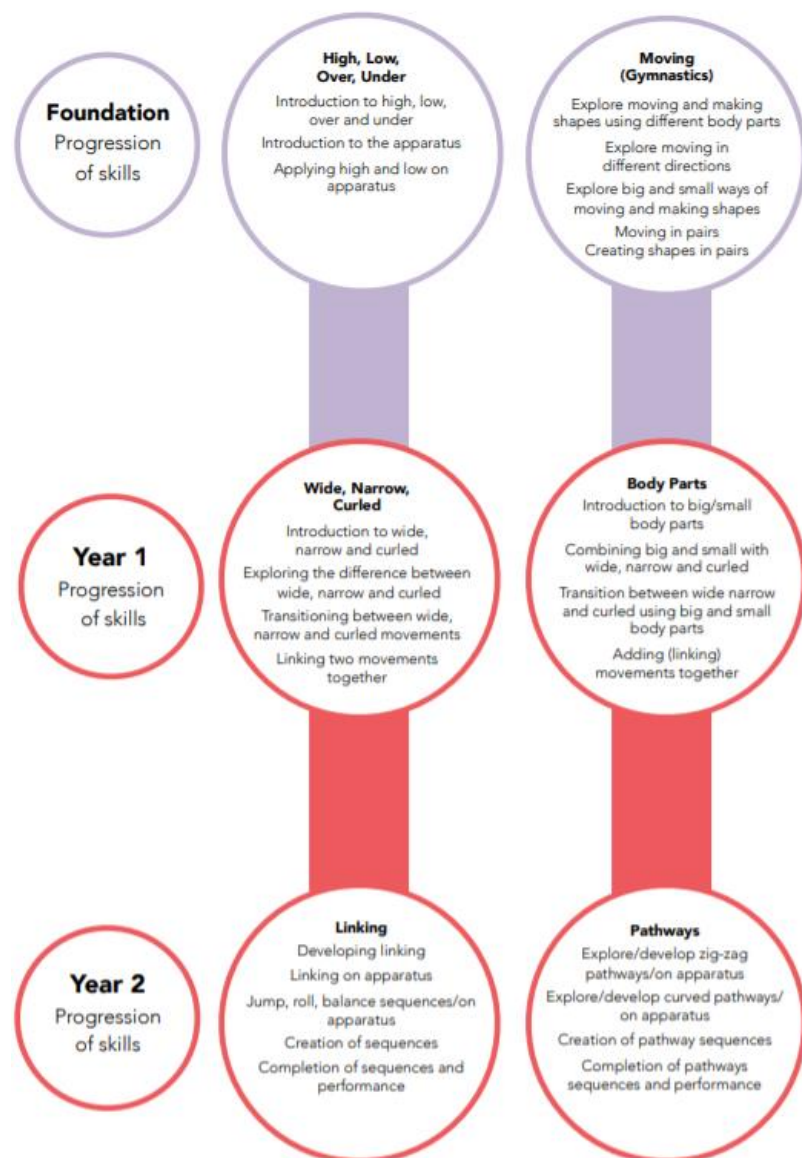 Foundation
Progression
of skills
High, Low,
Over, Under
Introduction to high, low,
over and under
Introduction to the apparatus
Applying high and low on
apparatus
Moving
(Gymnastics)
Explore moving and making
shapes using different body parts
Explore moving in
different directions
Explore big and small ways of
moving and making shapes
Moving in pairs
Creating shapes in pairs
Year 1
Progression
of skills
Wide, Narrow,
Curled
Introduction to wide,
narrow and curled
Exploring the difference between
wide, narrow and curled
Transitioning between wide,
narrow and curled movements
Linking two movements
together
Body Parts
Introduction to big/small
body parts
Combining big and small with
wide, narrow and curled
Transition between wide narrow
and curled using big and small
body parts
Adding (linking)
movements together
Year 2
Progression
of skills
Linking
Developing linking
Linking on apparatus
Jump, roll, balance sequences/on
apparatus
Creation of sequences
Completion of sequences and
performance
Pathways
Explore/develop zig-zag
pathways/on apparatus
Explore/develop curved pathways/
on apparatus
Creation of pathway sequences
Completion of pathways
sequences and performance